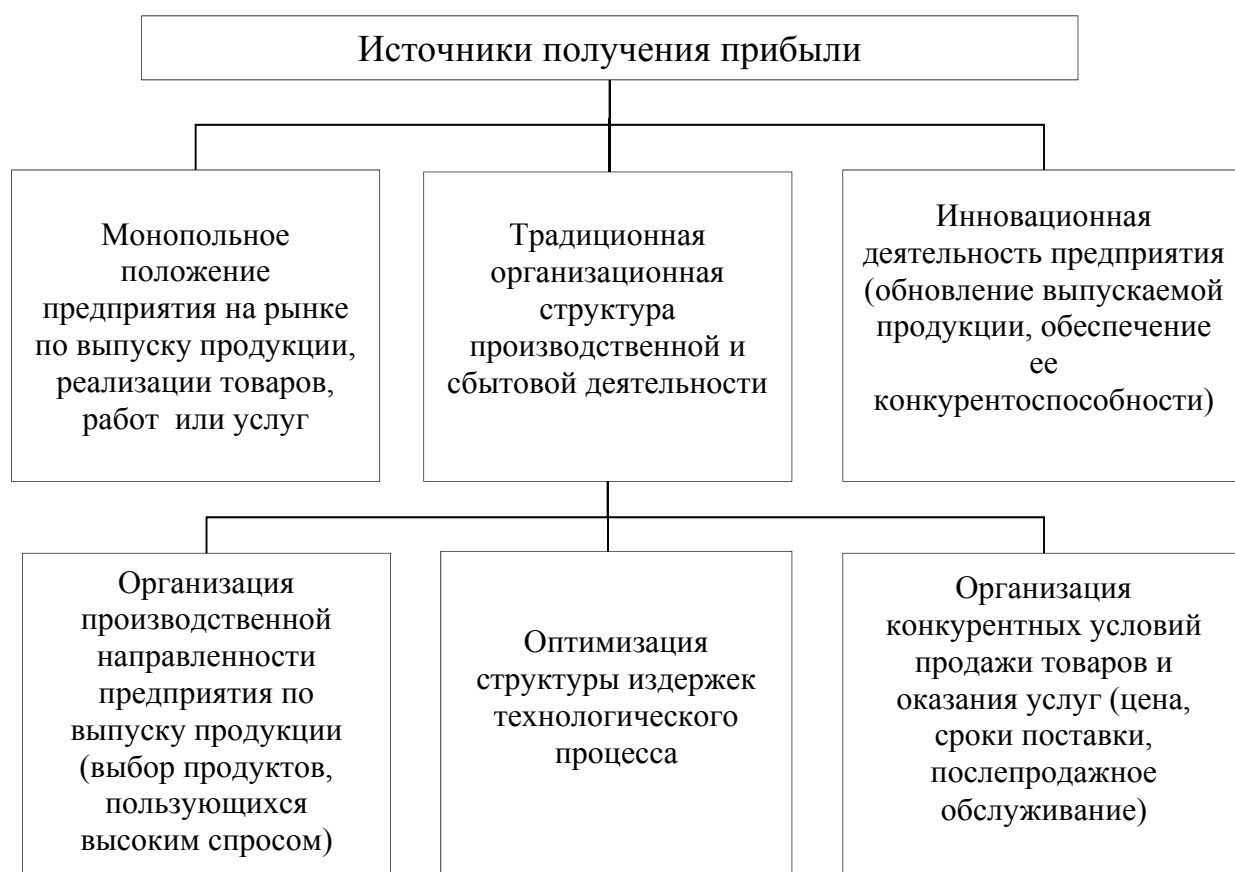 Источники получения прибыли
Монопольное
положение
предприятия на рынке
по выпуску продукции,
реализации товаров,
работ или услуг
Традиционная
организационная
структура
производственной и
сбытовой деятельности
Инновационная
деятельность предприятия
(обновление выпускаемой
продукции, обеспечение
ее
конкурентоспособности)
Организация
производственной
направленности
предприятия по
выпуску продукции
(выбор продуктов,
пользующихся
высоким спросом)
Оптимизация
структуры издержек
технологического
процесса
Организация
конкурентных условий
продажи товаров и
оказания услуг (цена,
сроки поставки,
послепродажное
обслуживание)